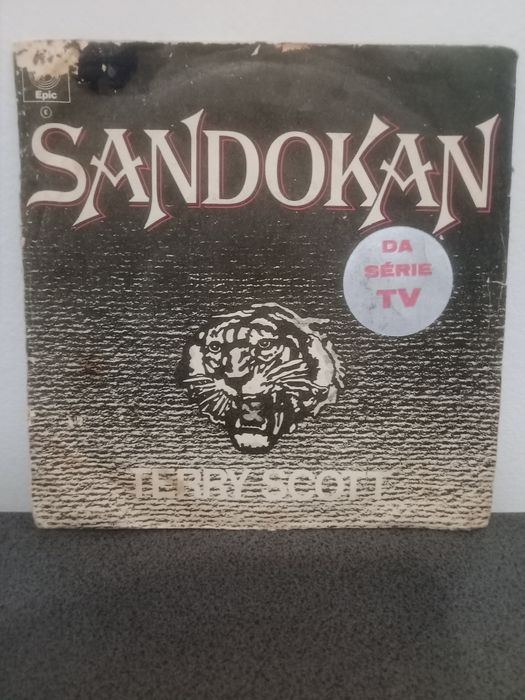 Epic
E
SANDOKAN
DA
SÉRIE
TV
TERRY SCOTT